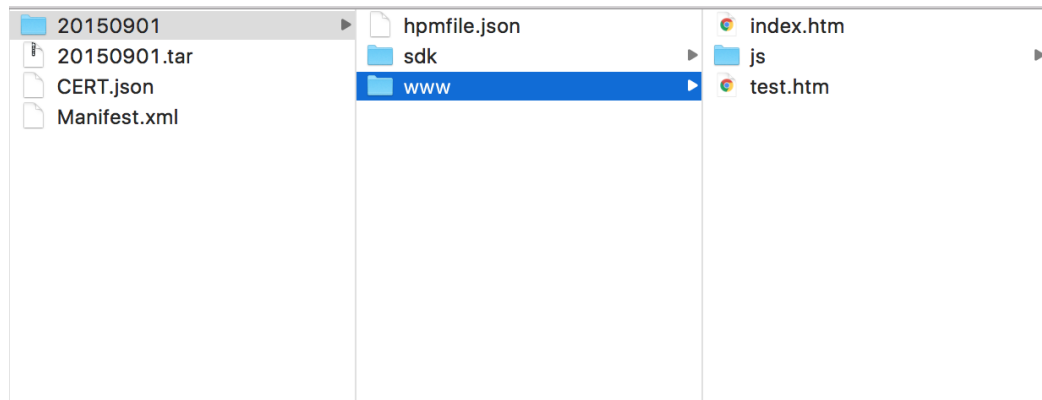 20150901
20150901.tar
CERT.json
Manifest.xml
hpmfile.json
sdk
www
index.htm
js
test.htm